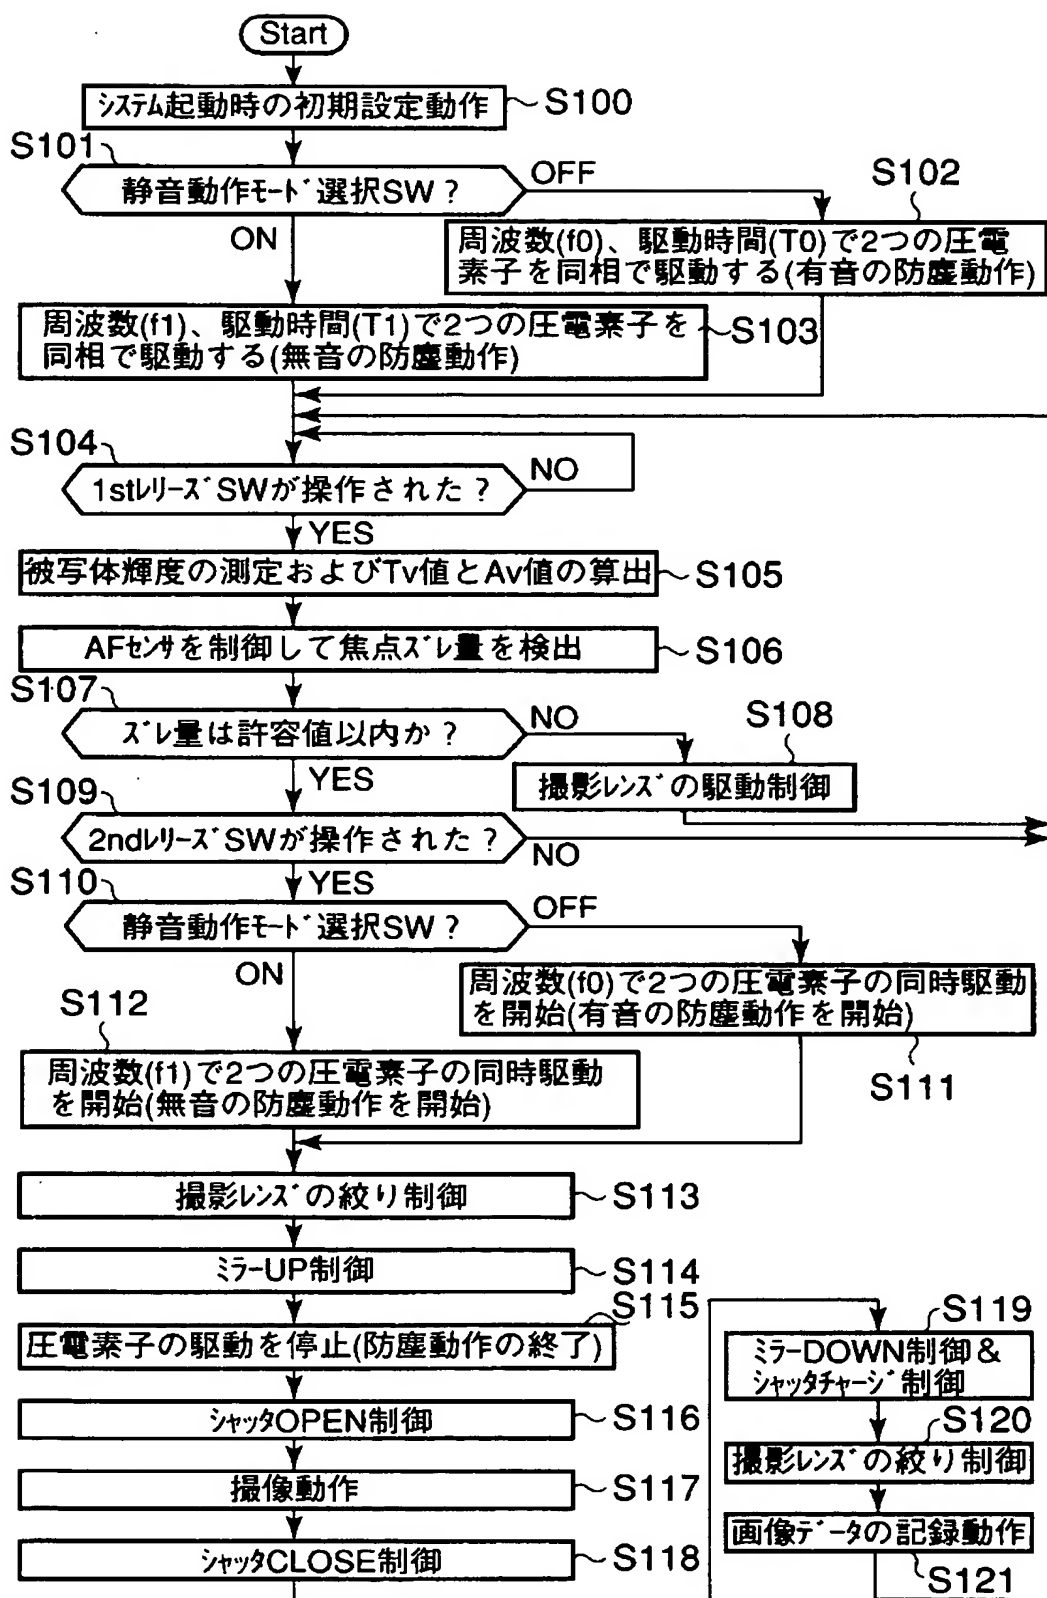 Start
システム起動時の初期設定動作
S100
S101
静音動作モード選択SW?
OFF
ON
S102
周波数(f0)、駆動時間(T0)で2つの圧電
素子を同相で駆動する(有音の防塵動作)
周波数(f1)、駆動時間(T1)で2つの圧電素子を
同相で駆動する(無音の防塵動作)
S103
S104
1stレリーズSWが操作された?
NO
YES
被写体輝度の測定およびTv値とAv値の算出
S105
AFセンサを制御して焦点ズレ量を検出
S106
S107
ズレ量は許容値以内か?
NO
YES
S108
撮影レンズの駆動制御
S109
2ndレリーズSWが操作された?
NO
YES
S110
静音動作モード選択SW?
OFF
ON
周波数(f0)で2つの圧電素子の同時駆動
を開始(有音の防塵動作を開始)
S111
S112
周波数(f1)で2つの圧電素子の同時駆動
を開始(無音の防塵動作を開始)
撮影レンズの絞り制御
S113
ミラーUP制御
S114
S115
圧電素子の駆動を停止(防塵動作の終了)
シャッタOPEN制御
S116
撮像動作
S117
シャッタCLOSE制御
S118
S119
ミラーDOWN制御&
シャッタチャージ制御
S120
撮影レンズの絞り制御
画像データの記録動作
S121